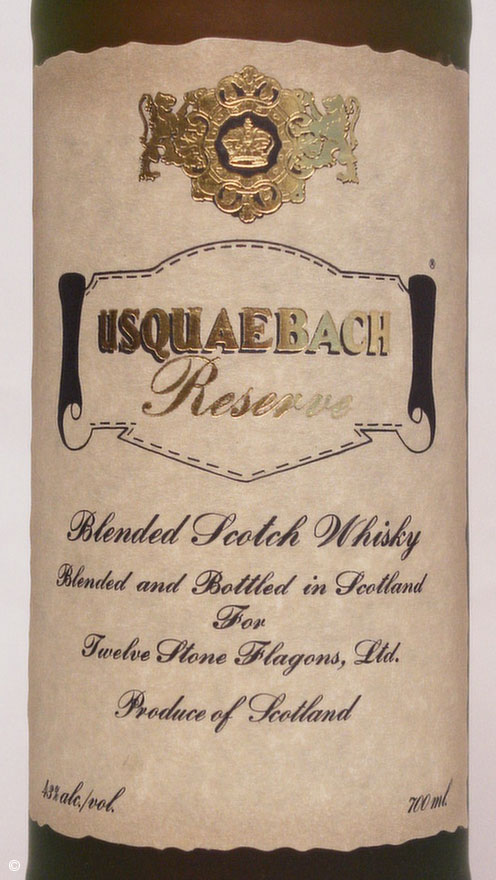 ®
USQUAEBACH
Reserve
Blended Scotch Whisky
Blended and Bottled in Scotland
For
Twelve Stone Flagons, Ltd.
Produce of Scotland
43% alc./vol. 700 ml.
©